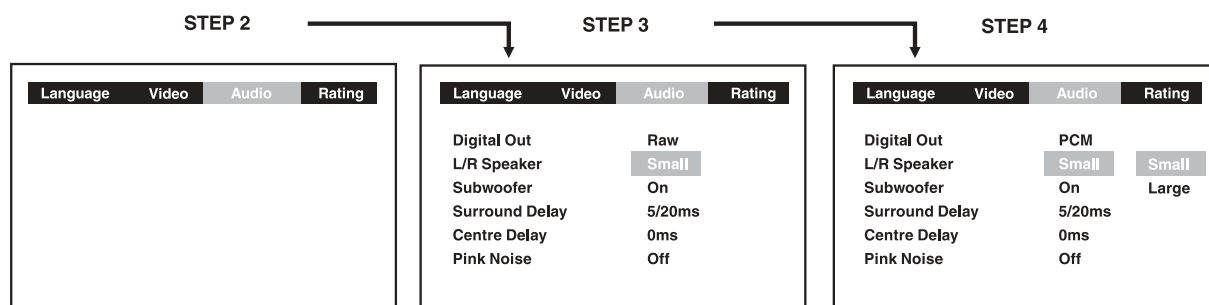 STEP 2
STEP 3
STEP 4
Language Video Audio Rating
Language Video Audio Rating
Digital Out Raw
L/R Speaker Small
Subwoofer On
Surround Delay 5/20ms
Centre Delay 0ms
Pink Noise Off
Language Video Audio Rating
Digital Out PCM
L/R Speaker Small Small
Subwoofer On Large
Surround Delay 5/20ms
Centre Delay 0ms
Pink Noise Off